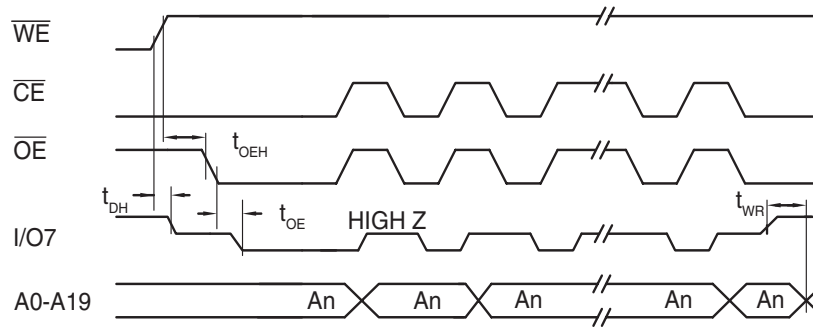 WE
CE
OE
t_OEH
t_DH
t_OE
HIGH Z
t_WR
I/O7
A0-A19
An An An An An